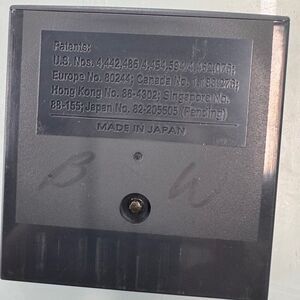 Patents:
U.S. Nos. 4,442,486/4,454,594/4,462,076;
Europe No. 80244; Canada No. 1,183,276;
Hong Kong No. 88-4302; Singapore No.
88-155; Japan No. 82-205605 (Pending)
MADE IN JAPAN
B W